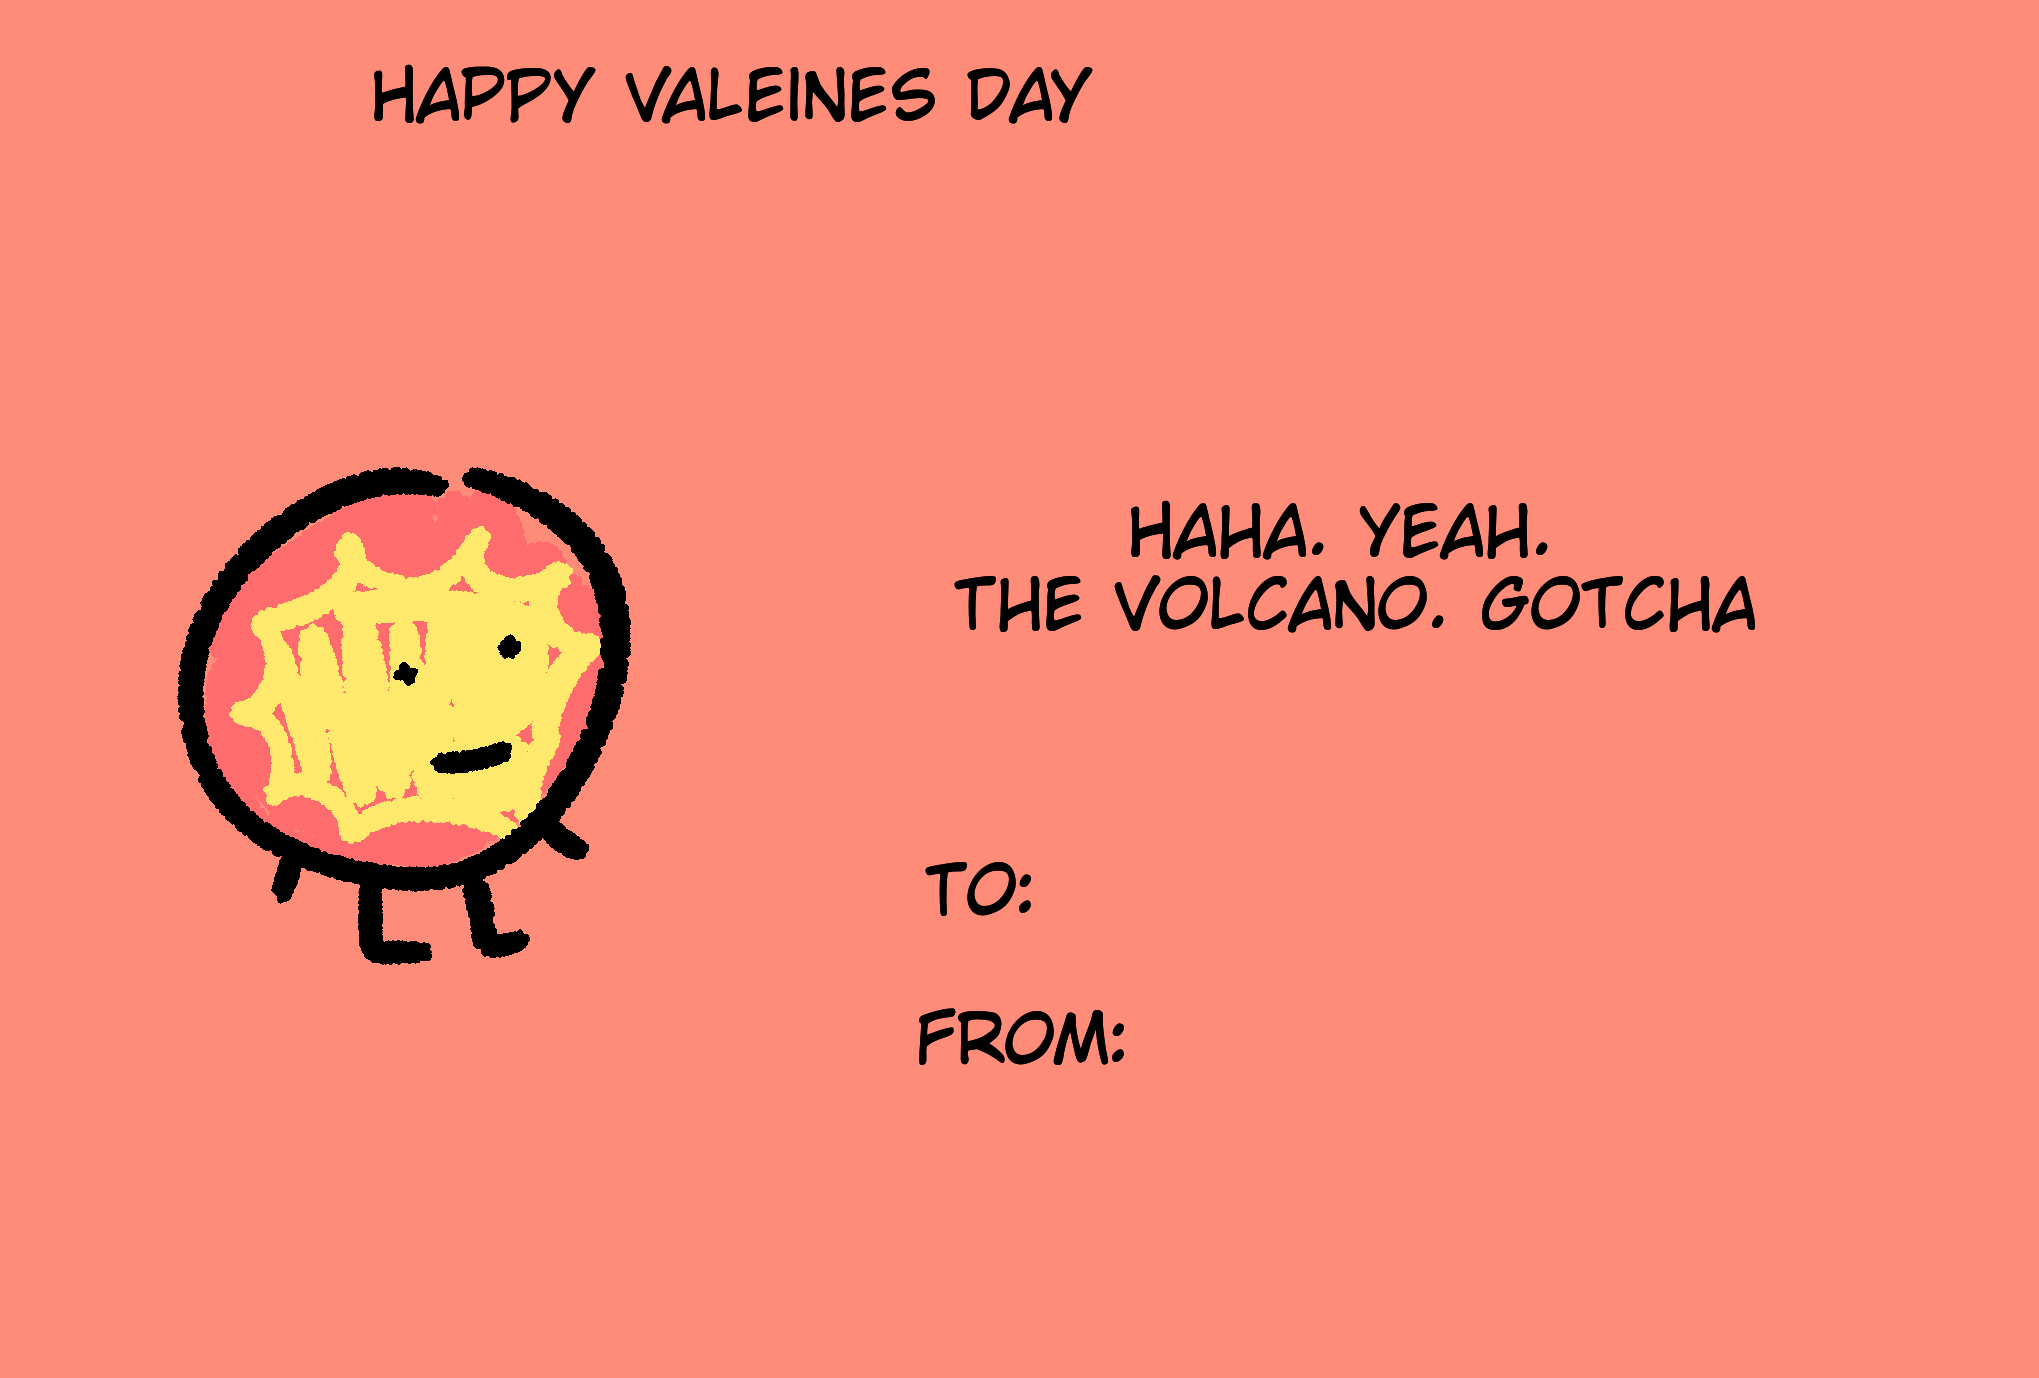 HAPPY VALEINES DAY
HAHA. YEAH.
THE VOLCANO. GOTCHA
TO:
FROM: